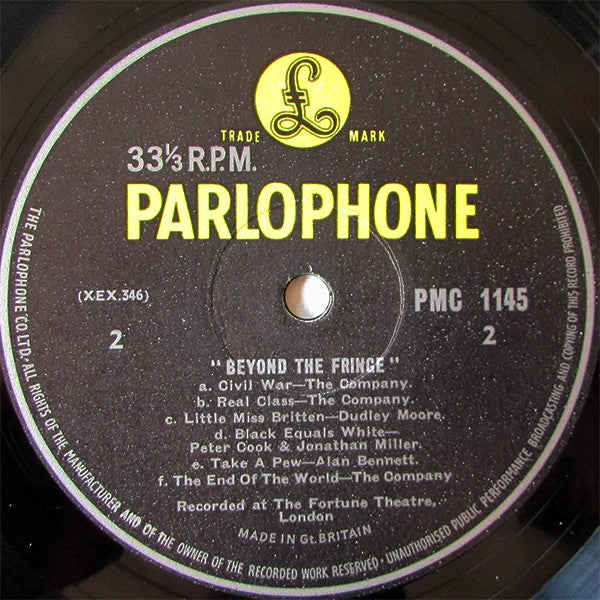 £
TRADE MARK
33⅓ R.P.M.
PARLOPHONE
(XEX.346)
PMC 1145
2
2
" BEYOND THE FRINGE "
a. Civil War—The Company.
b. Real Class—The Company.
c. Little Miss Britten—Dudley Moore.
d. Black Equals White—
Peter Cook & Jonathan Miller.
e. Take A Pew—Alan Bennett.
f. The End Of The World—The Company
Recorded at The Fortune Theatre,
London
MADE IN Gt. BRITAIN
THE PARLOPHONE CO. LTD. ALL RIGHTS OF THE MANUFACTURER AND OF THE OWNER OF THE RECORDED WORK RESERVED · UNAUTHORISED PUBLIC PERFORMANCE BROADCASTING AND COPYING OF THIS RECORD PROHIBITED